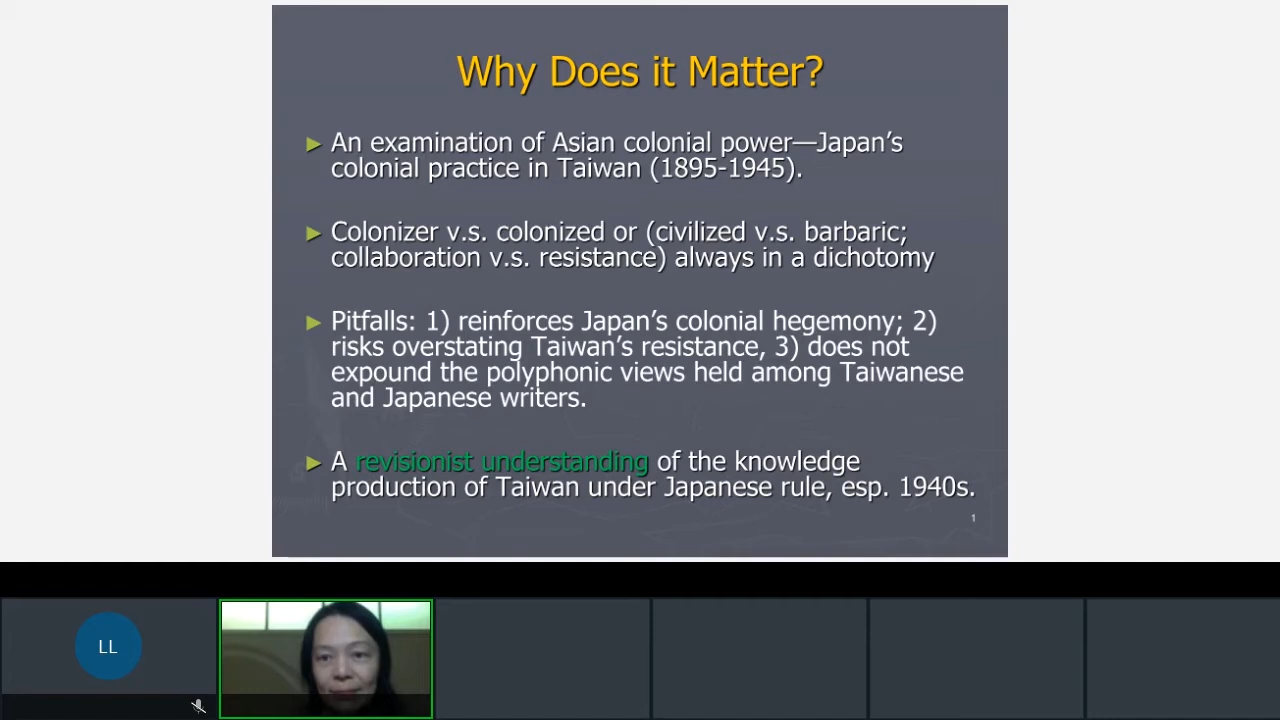 Why Does it Matter?
An examination of Asian colonial power—Japan's
colonial practice in Taiwan (1895-1945).
Colonizer v.s. colonized or (civilized v.s. barbaric;
collaboration v.s. resistance) always in a dichotomy
Pitfalls: 1) reinforces Japan's colonial hegemony; 2)
risks overstating Taiwan's resistance, 3) does not
expound the polyphonic views held among Taiwanese
and Japanese writers.
A revisionist understanding of the knowledge
production of Taiwan under Japanese rule, esp. 1940s.
1
LL